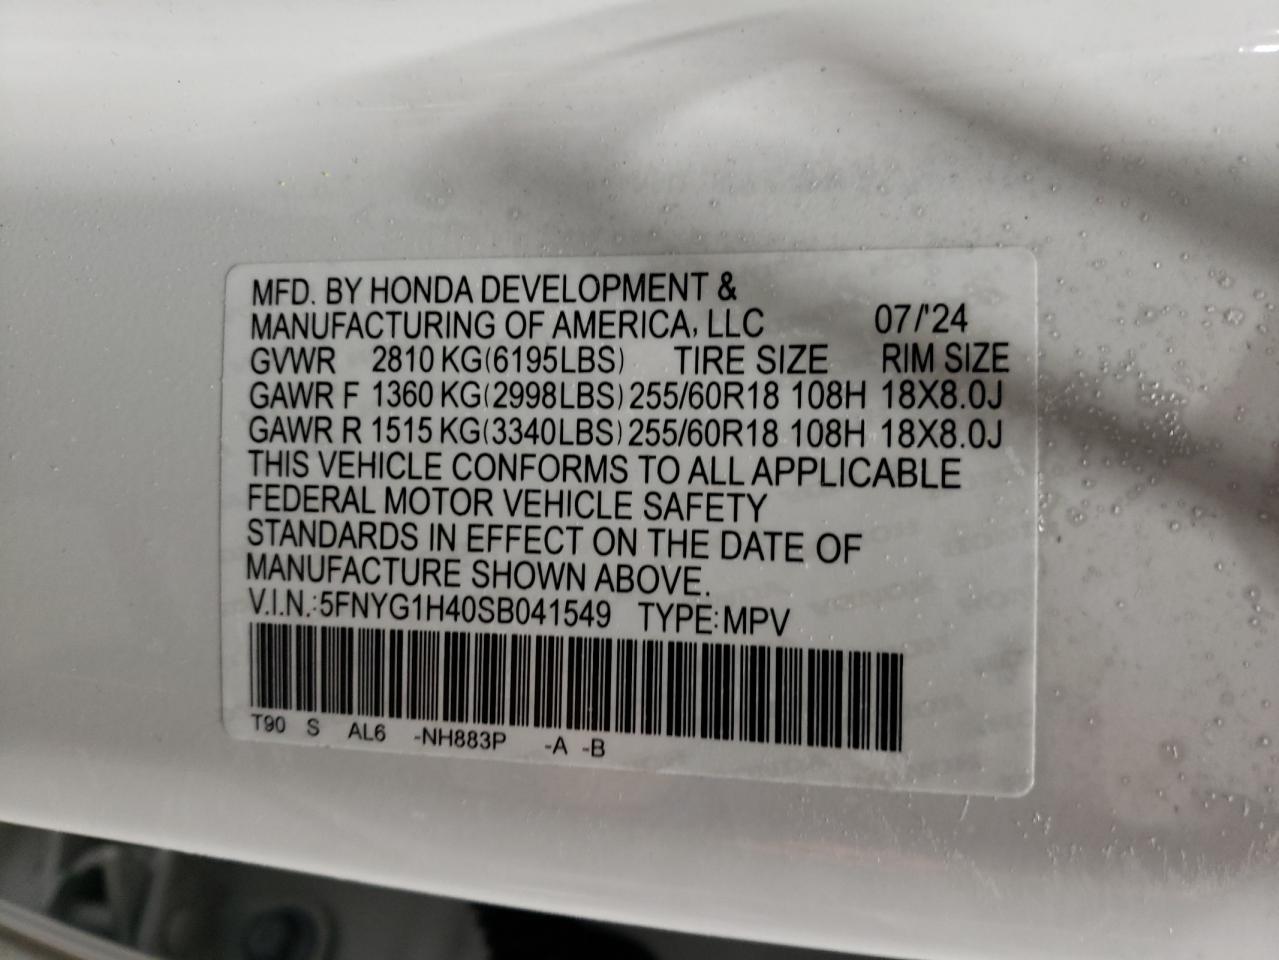 MFD. BY HONDA DEVELOPMENT &
MANUFACTURING OF AMERICA, LLC 07/'24
GVWR 2810 KG(6195LBS) TIRE SIZE RIM SIZE
GAWR F 1360 KG(2998LBS) 255/60R18 108H 18X8.0J
GAWR R 1515 KG(3340LBS) 255/60R18 108H 18X8.0J
THIS VEHICLE CONFORMS TO ALL APPLICABLE
FEDERAL MOTOR VEHICLE SAFETY
STANDARDS IN EFFECT ON THE DATE OF
MANUFACTURE SHOWN ABOVE.
V.I.N.:5FNYG1H40SB041549 TYPE:MPV
T90 S AL6 -NH883P -A -B